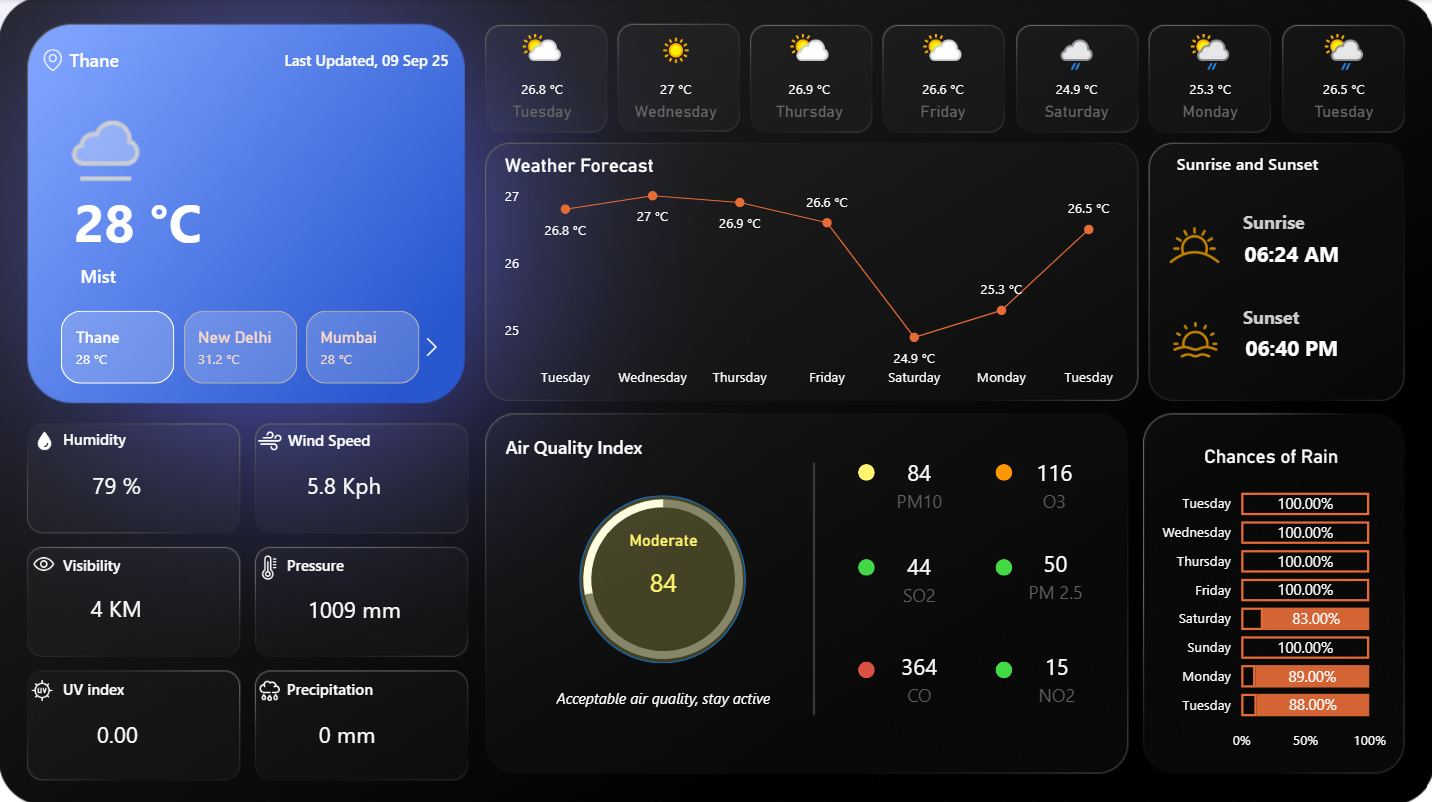 Thane
Last Updated, 09 Sep 25
28 °C
Mist
Thane
28 °C
New Delhi
31.2 °C
Mumbai
28 °C
26.8 °C
Tuesday
27 °C
Wednesday
26.9 °C
Thursday
26.6 °C
Friday
24.9 °C
Saturday
25.3 °C
Monday
26.5 °C
Tuesday
Weather Forecast
27
26
25
26.8 °C
27 °C
26.9 °C
26.6 °C
24.9 °C
25.3 °C
26.5 °C
Tuesday
Wednesday
Thursday
Friday
Saturday
Monday
Tuesday
Sunrise and Sunset
Sunrise
06:24 AM
Sunset
06:40 PM
Humidity
79 %
Wind Speed
5.8 Kph
Visibility
4 KM
Pressure
1009 mm
UV
UV index
0.00
Precipitation
0 mm
Air Quality Index
Moderate
84
Acceptable air quality, stay active
84
PM10
116
O3
44
SO2
50
PM 2.5
364
CO
15
NO2
Chances of Rain
Tuesday 100.00%
Wednesday 100.00%
Thursday 100.00%
Friday 100.00%
Saturday 83.00%
Sunday 100.00%
Monday 89.00%
Tuesday 88.00%
0% 50% 100%